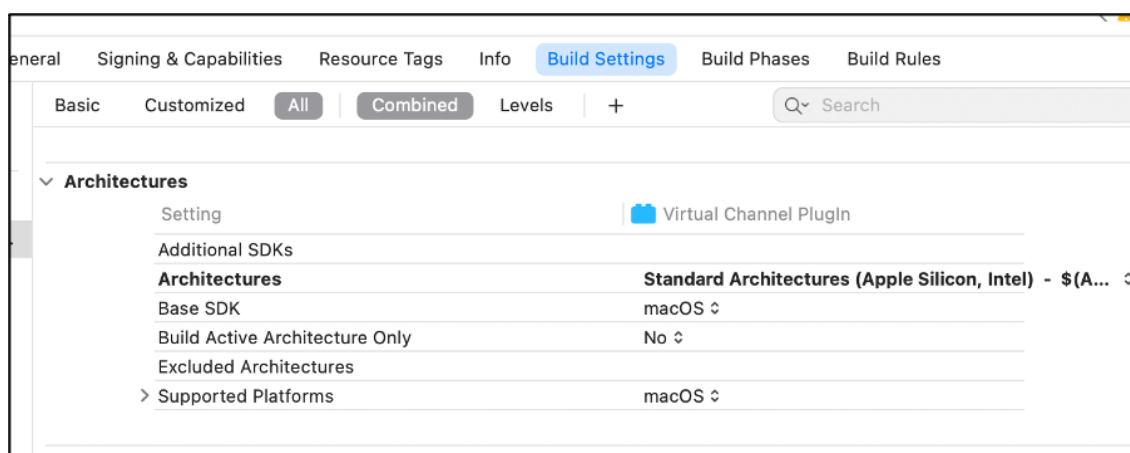 eneral Signing & Capabilities Resource Tags Info Build Settings Build Phases Build Rules
Basic Customized All Combined Levels + Search
Architectures
Setting Virtual Channel PlugIn
Additional SDKs
Architectures Standard Architectures (Apple Silicon, Intel) - $(A...
Base SDK macOS
Build Active Architecture Only No
Excluded Architectures
Supported Platforms macOS